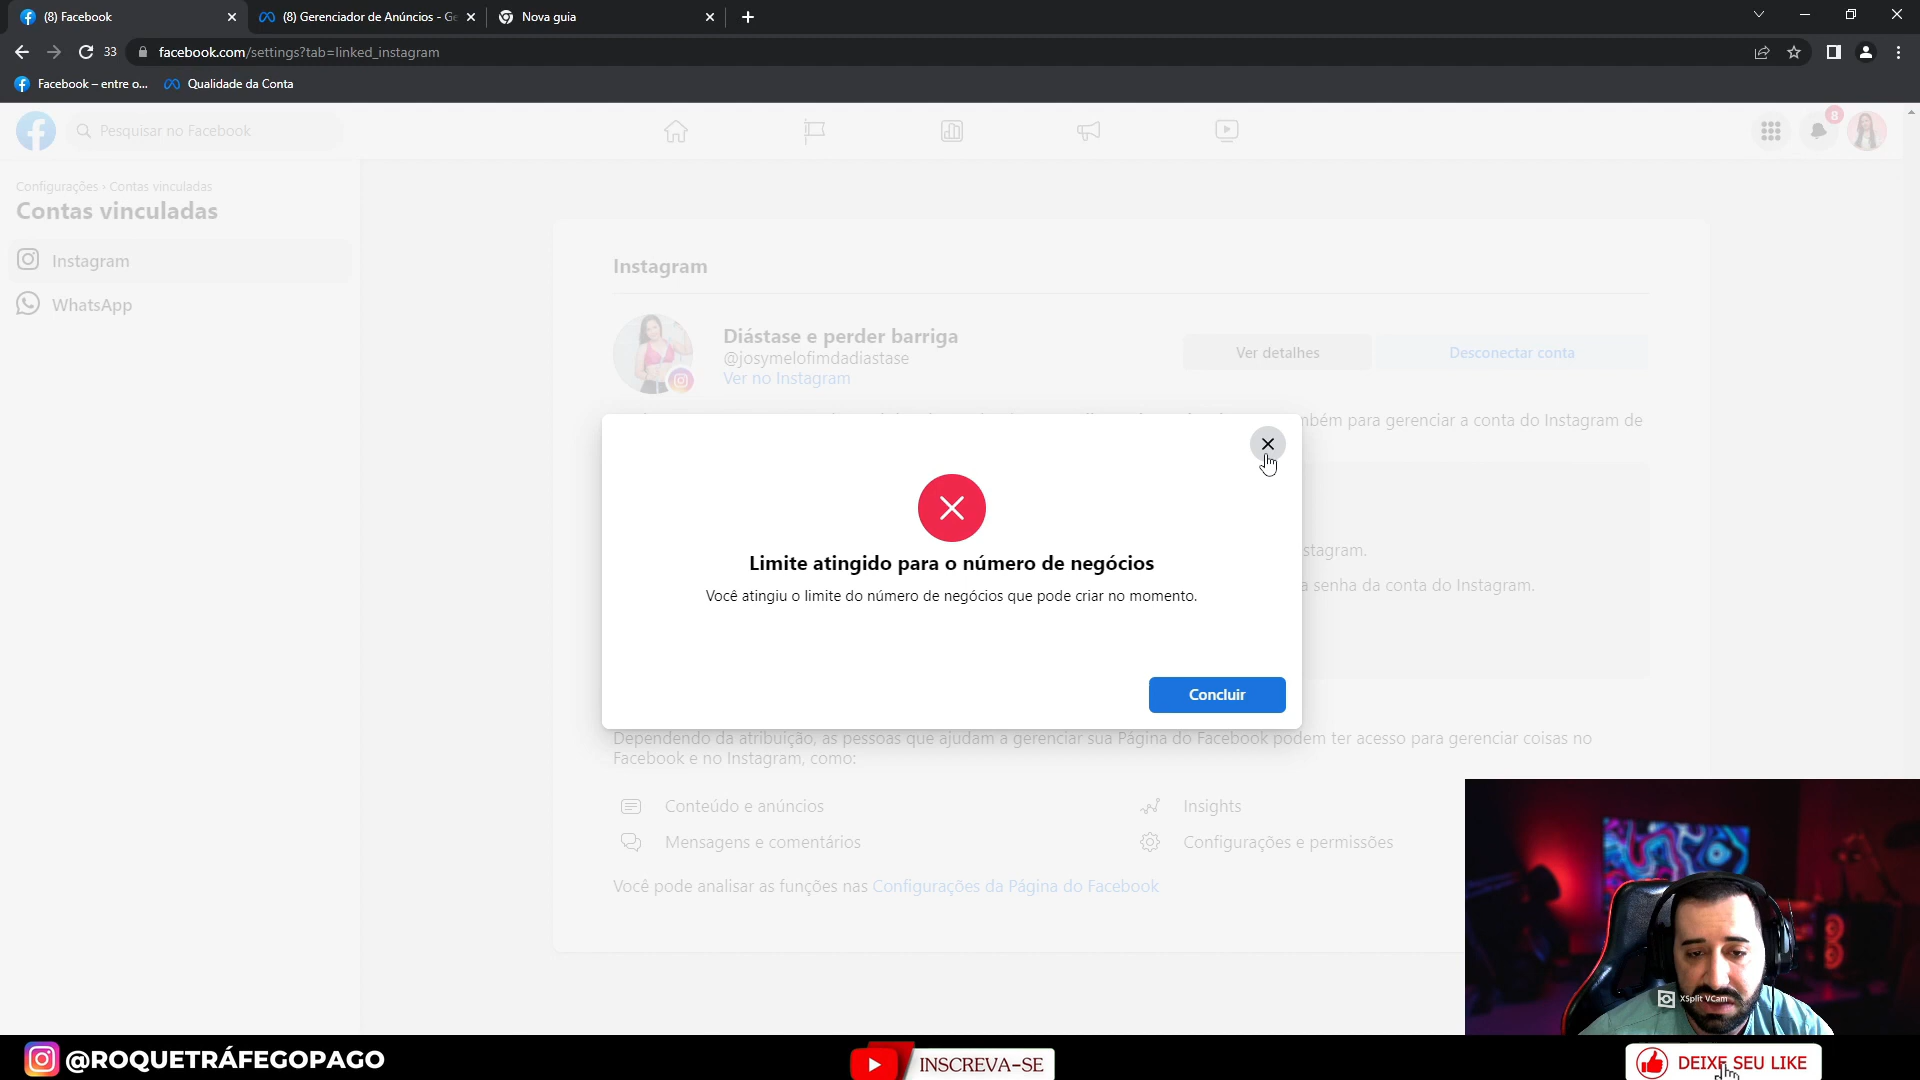 (8) Facebook
(8) Gerenciador de Anúncios - Ge
Nova guia
33
facebook.com/settings?tab=linked_instagram
Facebook – entre o...
Qualidade da Conta
Pesquisar no Facebook
8
Configurações › Contas vinculadas
Contas vinculadas
Instagram
WhatsApp
Instagram
Diástase e perder barriga
@josymelofimdadiastase
Ver no Instagram
Ver detalhes
Desconectar conta
mbém para gerenciar a conta do Instagram de
Limite atingido para o número de negócios
Você atingiu o limite do número de negócios que pode criar no momento.
stagram.
a senha da conta do Instagram.
Concluir
Dependendo da atribuição, as pessoas que ajudam a gerenciar sua Página do Facebook podem ter acesso para gerenciar coisas no
Facebook e no Instagram, como:
Conteúdo e anúncios
Insights
Mensagens e comentários
Configurações e permissões
Você pode analisar as funções nas Configurações da Página do Facebook
XSplit VCam
@ROQUETRÁFEGOPAGO
INSCREVA-SE
DEIXE SEU LIKE